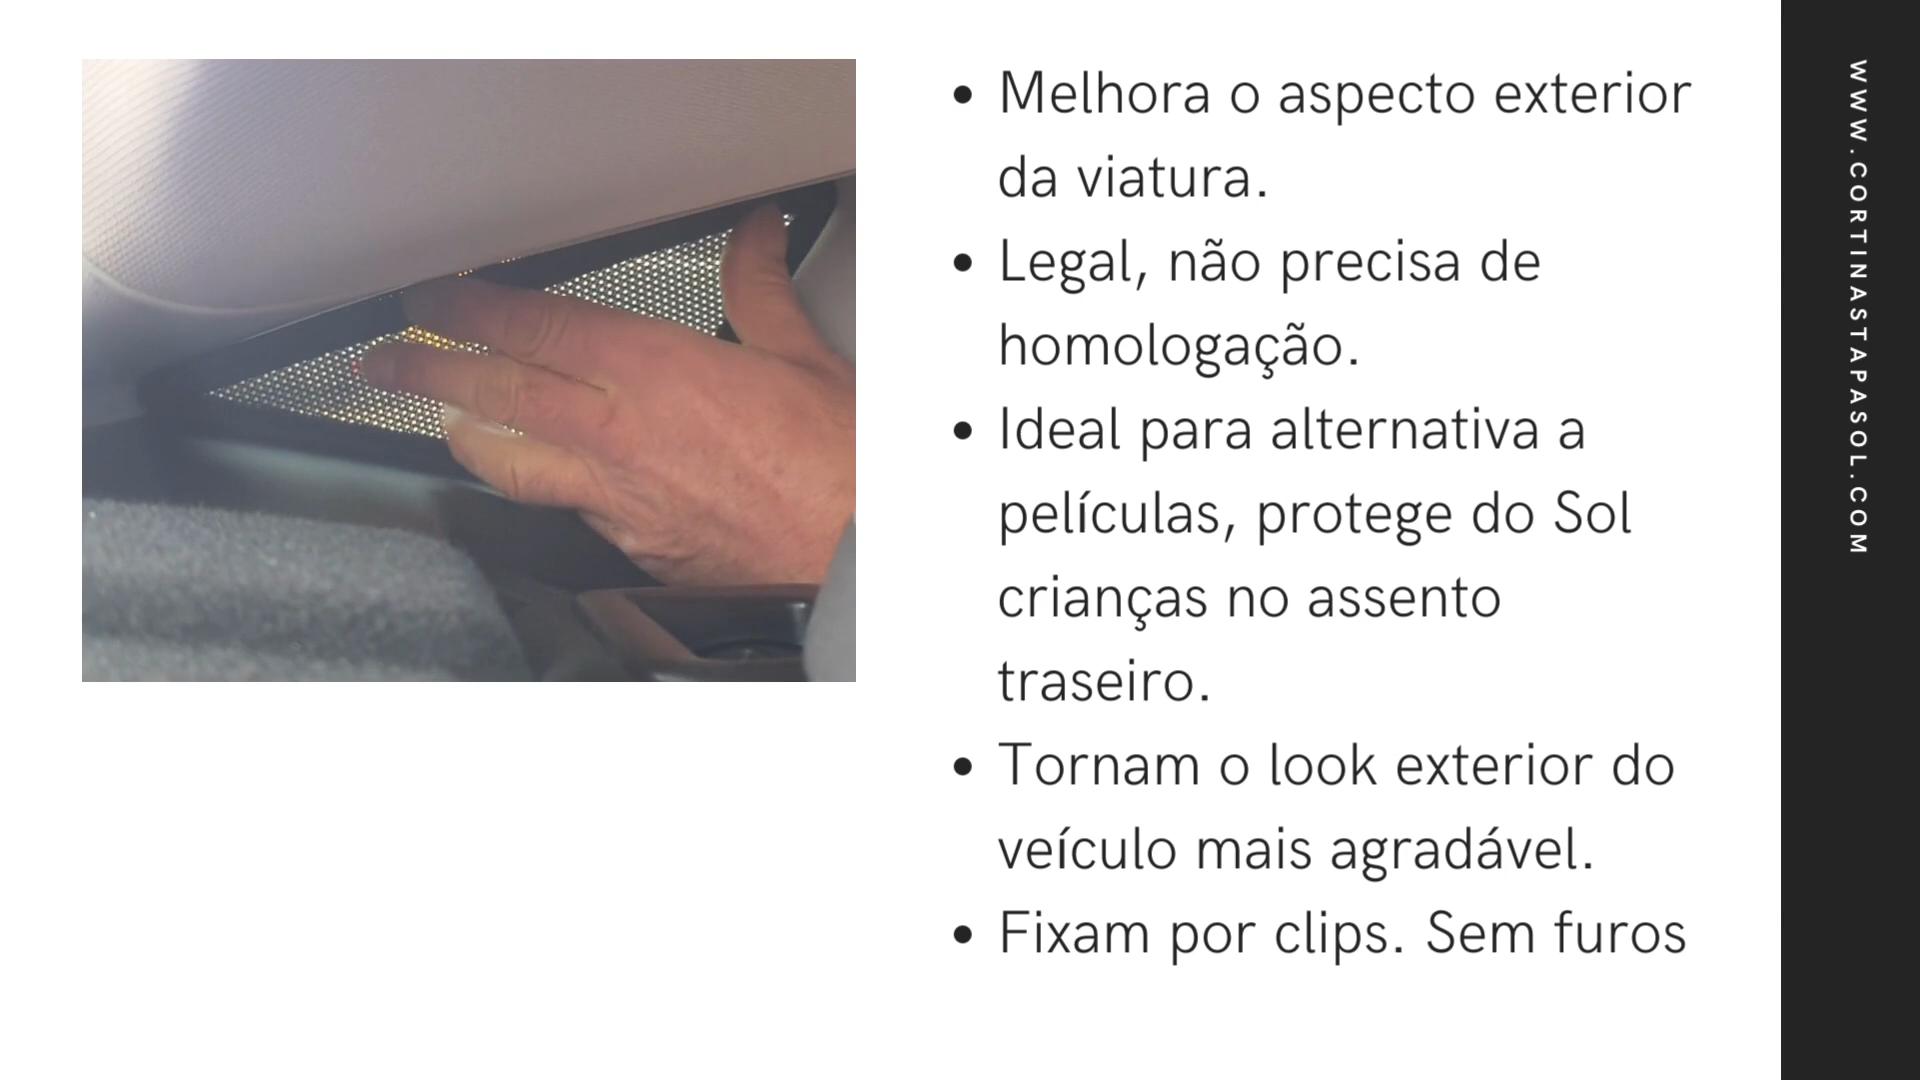 • Melhora o aspecto exterior
da viatura.
• Legal, não precisa de
homologação.
• Ideal para alternativa a
películas, protege do Sol
crianças no assento
traseiro.
• Tornam o look exterior do
veículo mais agradável.
• Fixam por clips. Sem furos
WWW.CORTINASTAPASOL.COM